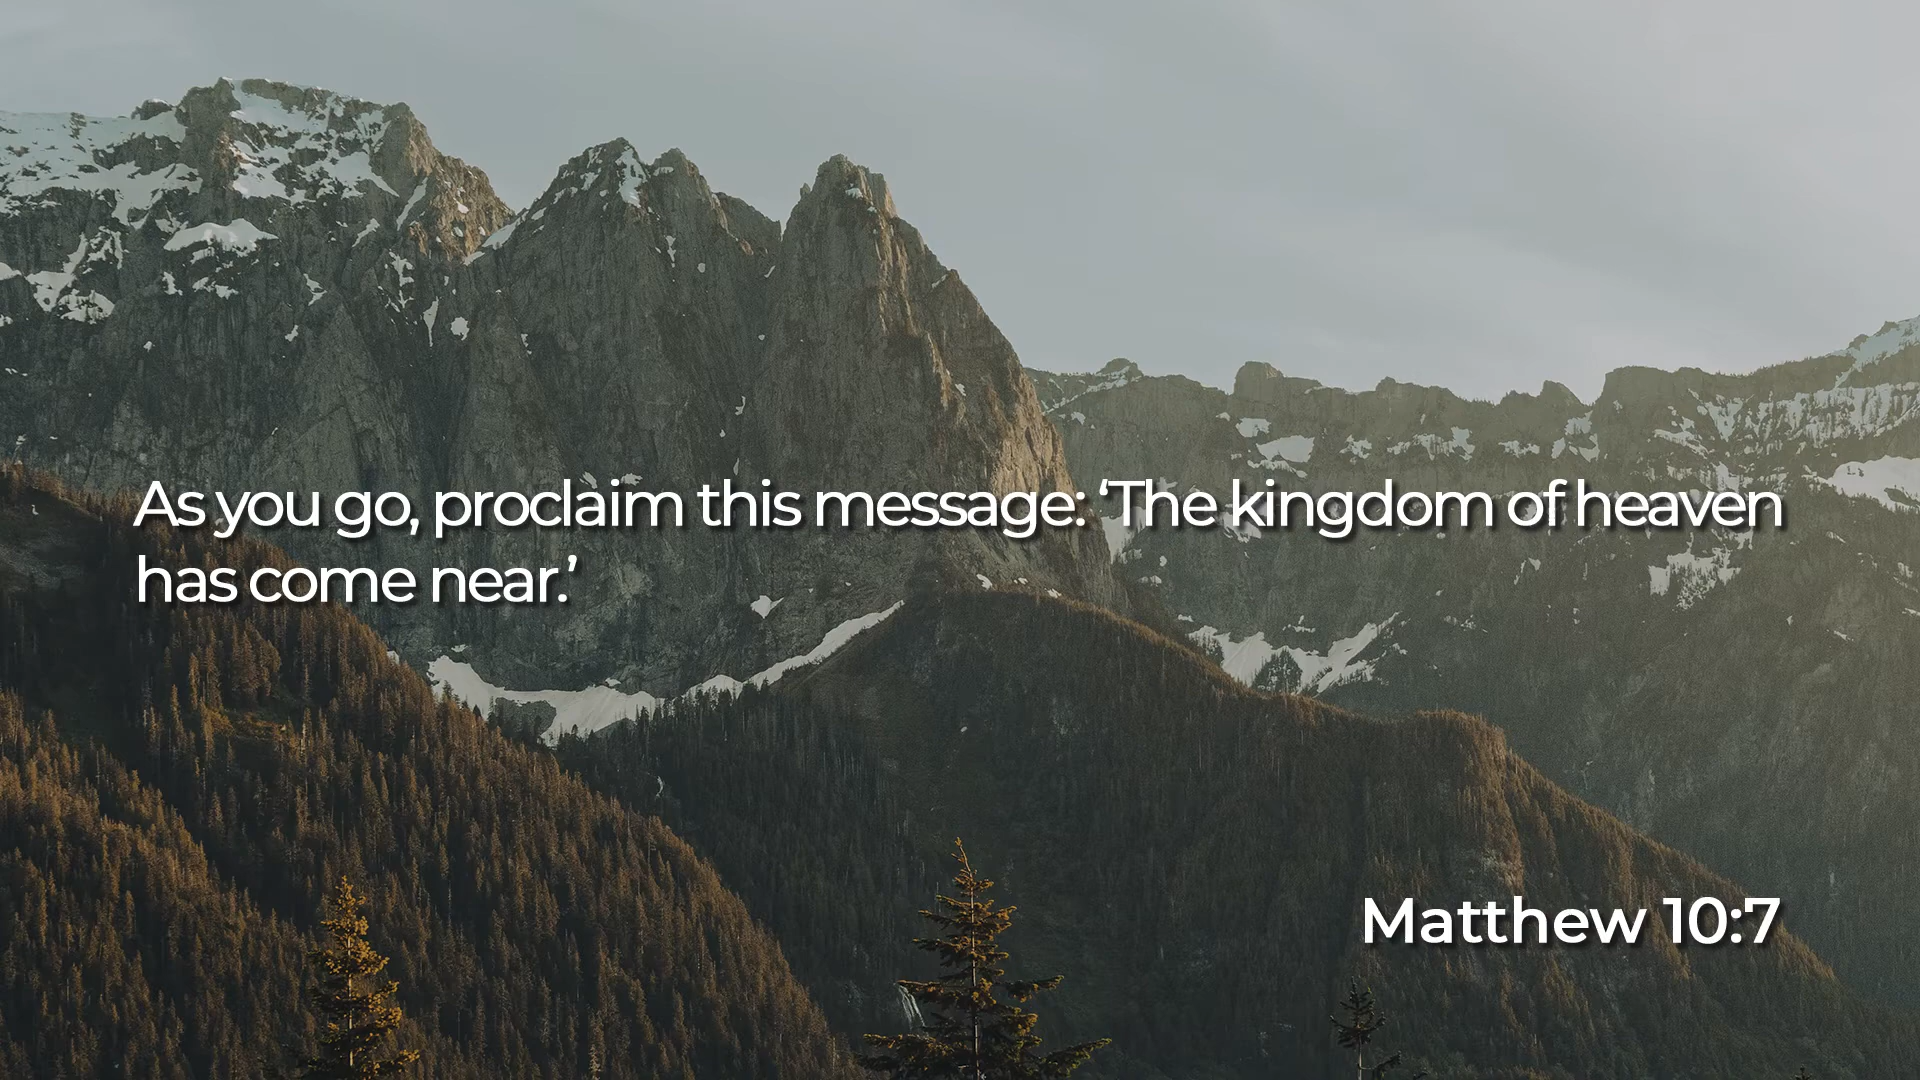 As you go, proclaim this message: ‘The kingdom of heaven
has come near.’
Matthew 10:7